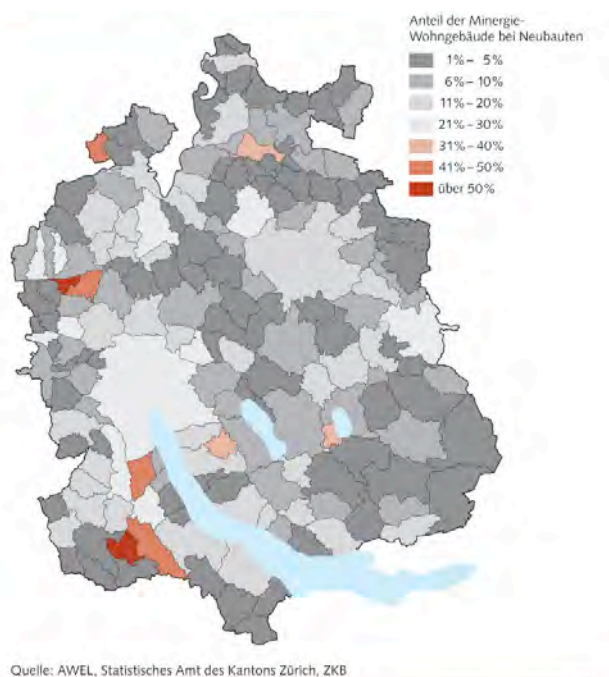 Anteil der Minergie-
Wohngebäude bei Neubauten
1%– 5%
6%–10%
11%–20%
21%–30%
31%–40%
41%–50%
über 50%
Quelle: AWEL, Statistisches Amt des Kantons Zürich, ZKB